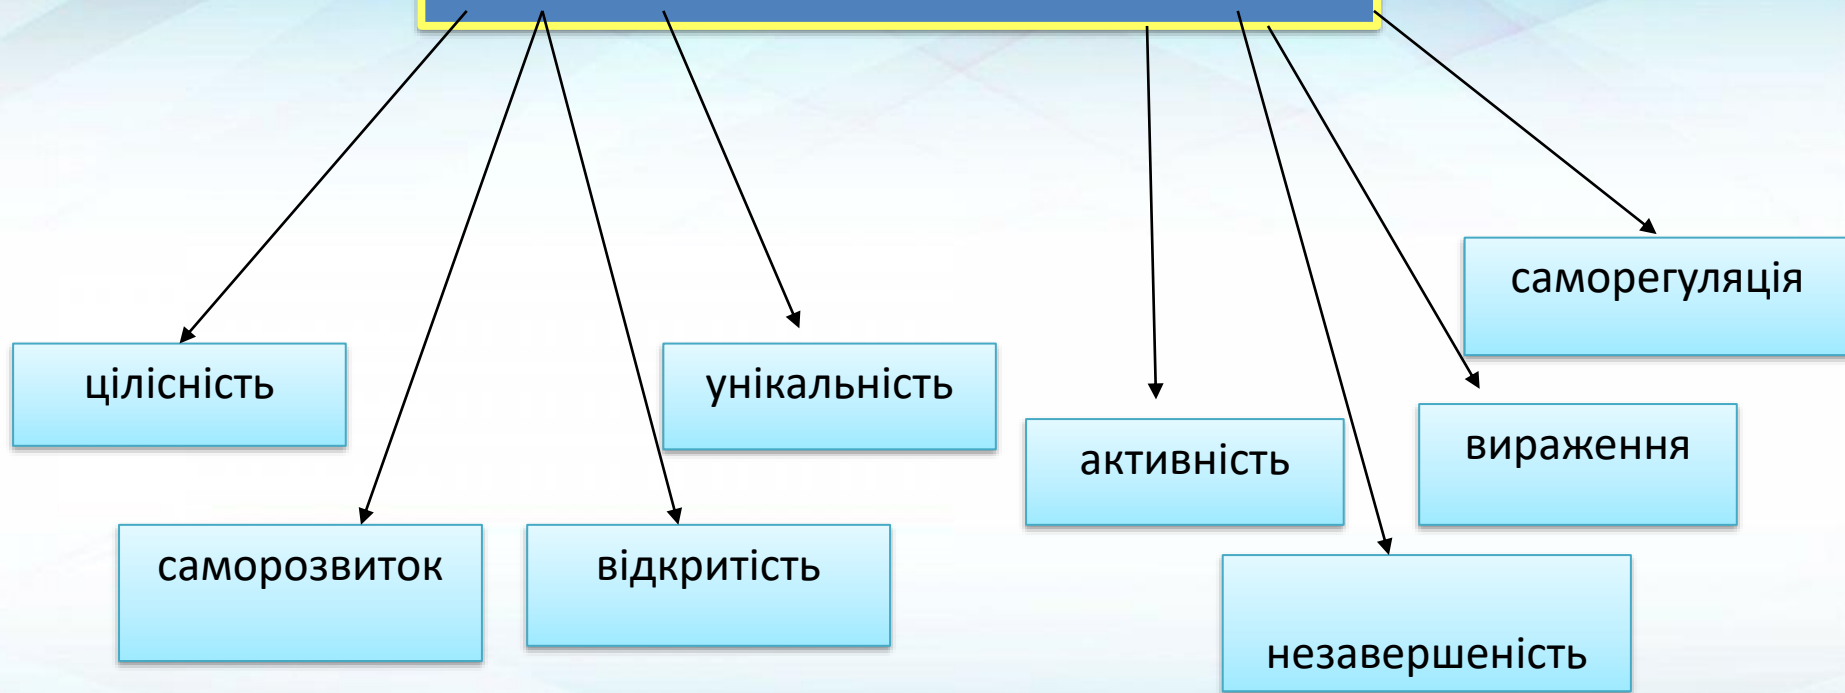 саморегуляція
цілісність
унікальність
активність
вираження
саморозвиток
відкритість
незавершеність